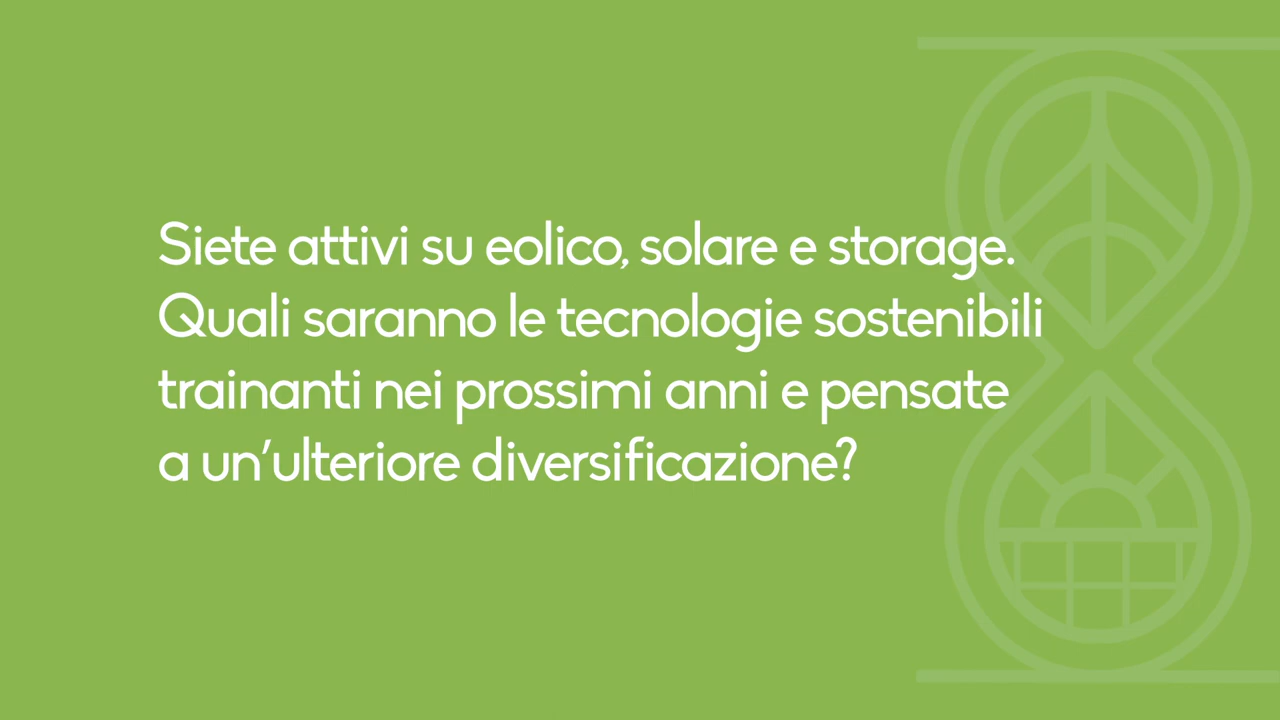 Siete attivi su eolico, solare e storage.
Quali saranno le tecnologie sostenibili
trainanti nei prossimi anni e pensate
a un’ulteriore diversificazione?